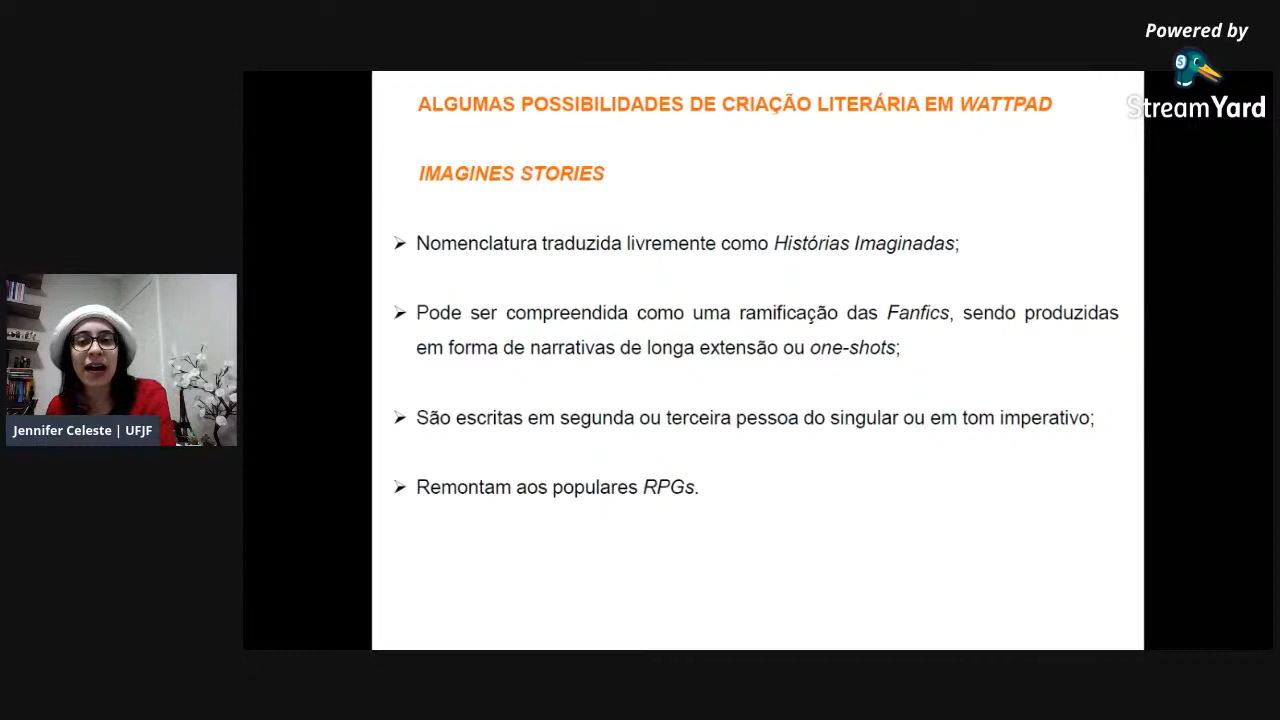 Powered by
StreamYard
ALGUMAS POSSIBILIDADES DE CRIAÇÃO LITERÁRIA EM WATTPAD
IMAGINES STORIES
➢ Nomenclatura traduzida livremente como Histórias Imaginadas;
➢ Pode ser compreendida como uma ramificação das Fanfics, sendo produzidas
em forma de narrativas de longa extensão ou one-shots;
➢ São escritas em segunda ou terceira pessoa do singular ou em tom imperativo;
➢ Remontam aos populares RPGs.
Jennifer Celeste | UFJF